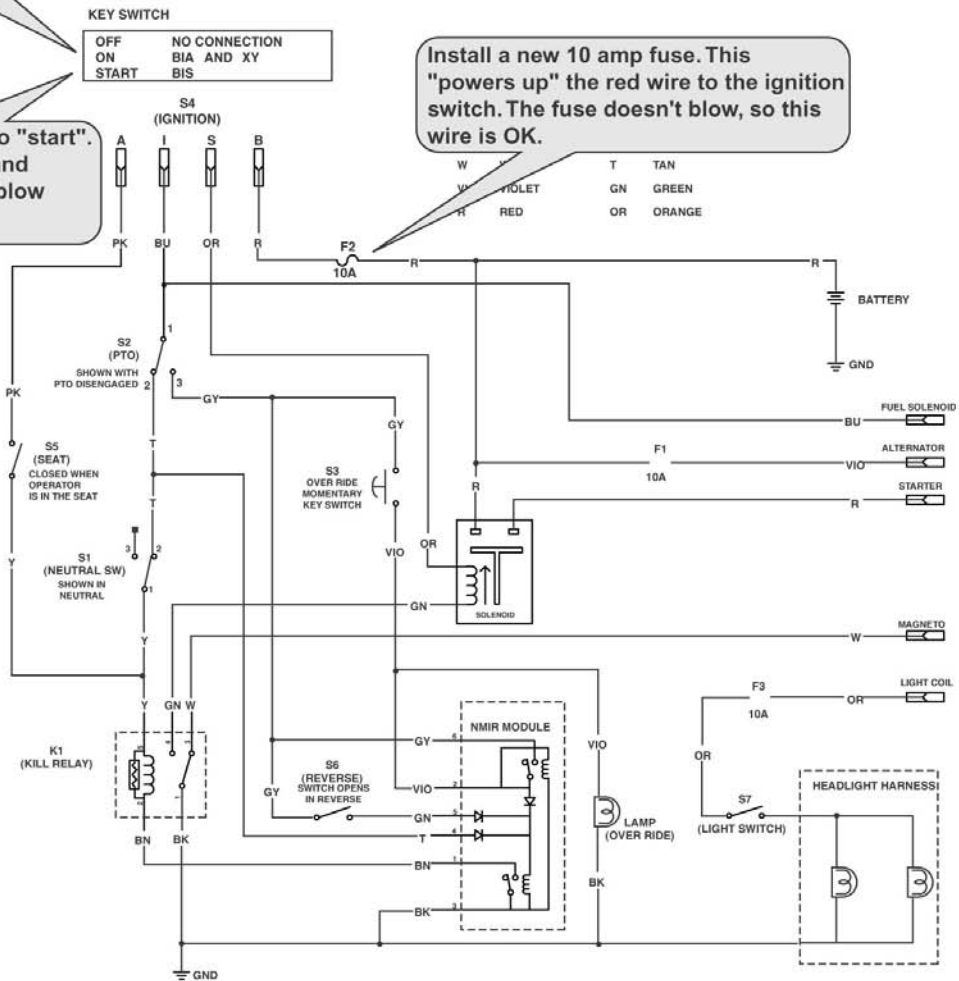 KEY SWITCH
OFF NO CONNECTION
ON BIA AND XY
START BIS
Install a new 10 amp fuse. This
"powers up" the red wire to the ignition
switch. The fuse doesn't blow, so this
wire is OK.
S4
(IGNITION)
o "start".
nd
blow
A I S B
W T TAN
VIOLET GN GREEN
R RED OR ORANGE
PK BU OR R
F2
10A
R
R
BATTERY
GND
1
S2
(PTO)
SHOWN WITH
PTO DISENGAGED
2 3
GY
PK
GY
FUEL SOLENOID
BU
S5
(SEAT)
CLOSED WHEN
OPERATOR
IS IN THE SEAT
T
S3
OVER RIDE
MOMENTARY
KEY SWITCH
F1
10A
ALTERNATOR
VIO
R
STARTER
R
T
3 2
S1
(NEUTRAL SW)
SHOWN IN
NEUTRAL
1
Y
VIO
OR
GN
SOLENOID
Y
MAGNETO
W
Y GN W
F3
10A
LIGHT COIL
OR
K1
(KILL RELAY)
NMIR MODULE
GY 6
VIO
OR
S6
(REVERSE)
SWITCH OPENS
IN REVERSE
GY
VIO 2
GN 5
T 4
LAMP
(OVER RIDE)
S7
(LIGHT SWITCH)
HEADLIGHT HARNESS
BN BK
BN 1
BK 3
BK
GND